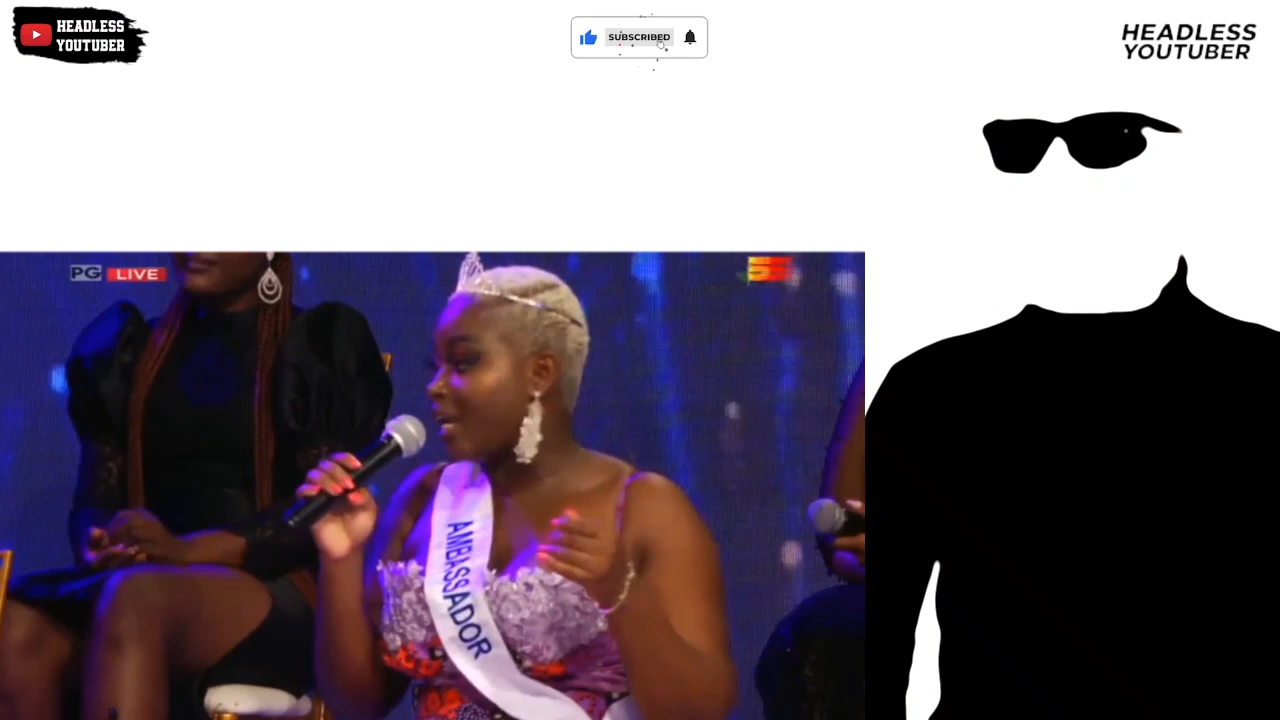 HEADLESS
YOUTUBER
SUBSCRIBED
HEADLESS
YOUTUBER
PG LIVE
AMBASSADOR